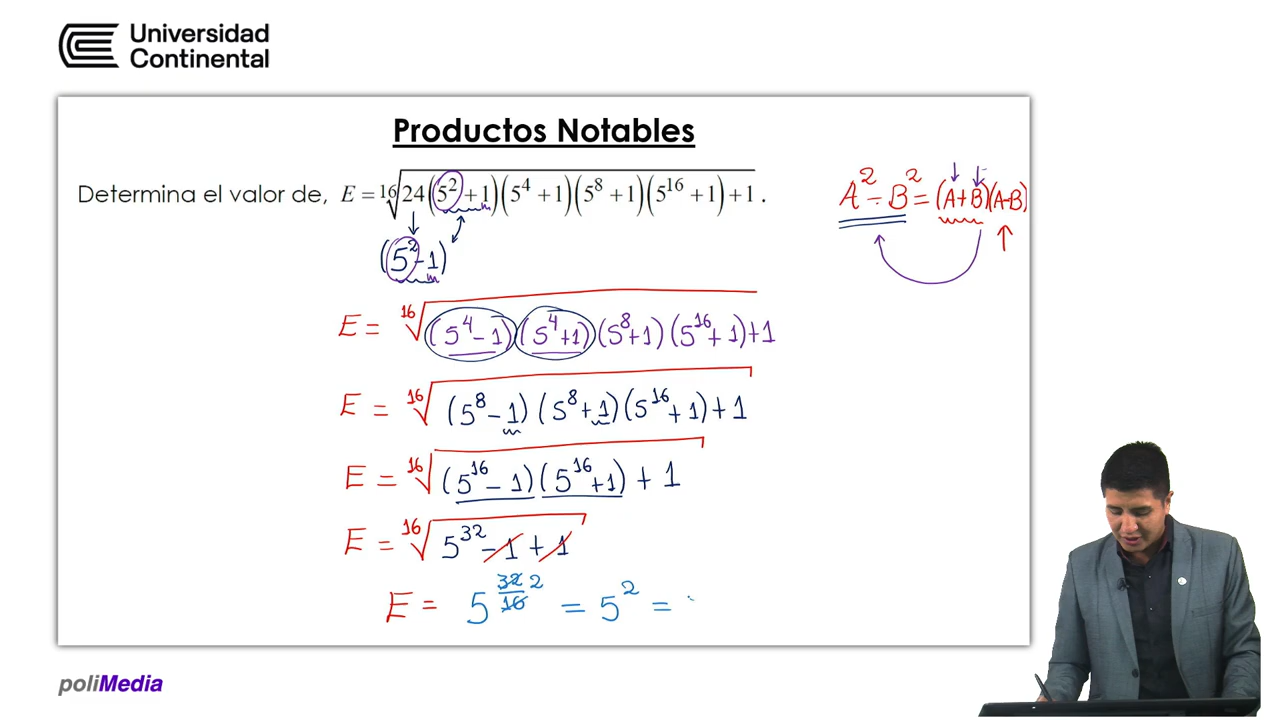 Universidad
Continental
Productos Notables
Determina el valor de, E = ¹⁶√24(5² + 1)(5⁴ + 1)(5⁸ + 1)(5¹⁶ + 1) + 1 .
A² - B² = (A+B)(A-B)
(5² - 1)
E = ¹⁶√(5⁴ - 1)(5⁴ + 1)(5⁸ + 1)(5¹⁶ + 1) + 1
E = ¹⁶√(5⁸ - 1)(5⁸ + 1)(5¹⁶ + 1) + 1
E = ¹⁶√(5¹⁶ - 1)(5¹⁶ + 1) + 1
E = ¹⁶√5³² - 1 + 1
E = 5^(32/16) 2 = 5² =
poliMedia